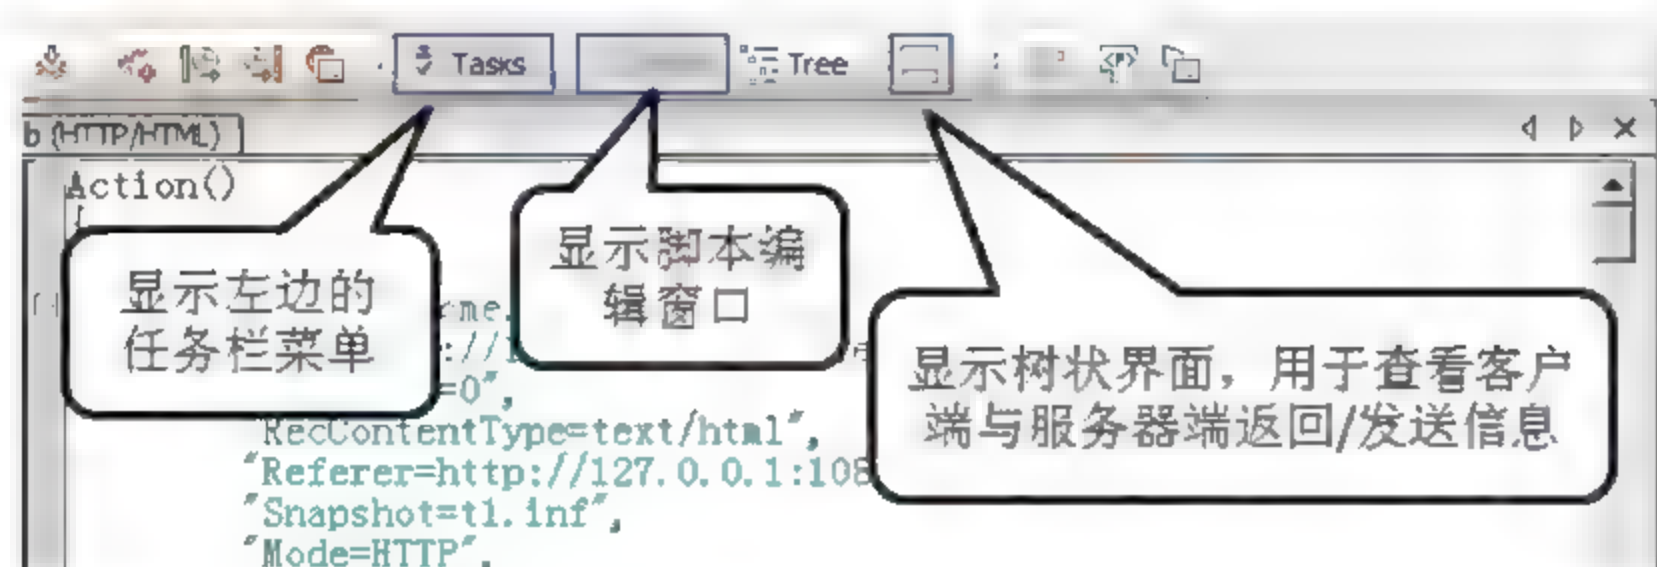 Tasks
Tree
b (HTTP/HTML)
Action()
{
显示左边的
任务栏菜单
显示脚本编
辑窗口
显示树状界面，用于查看客户
端与服务器端返回/发送信息
me.
://1
=0",
"RecContentType=text/html",
"Referer=http://127.0.0.1:108
"Snapshot=t1.inf",
"Mode=HTTP",